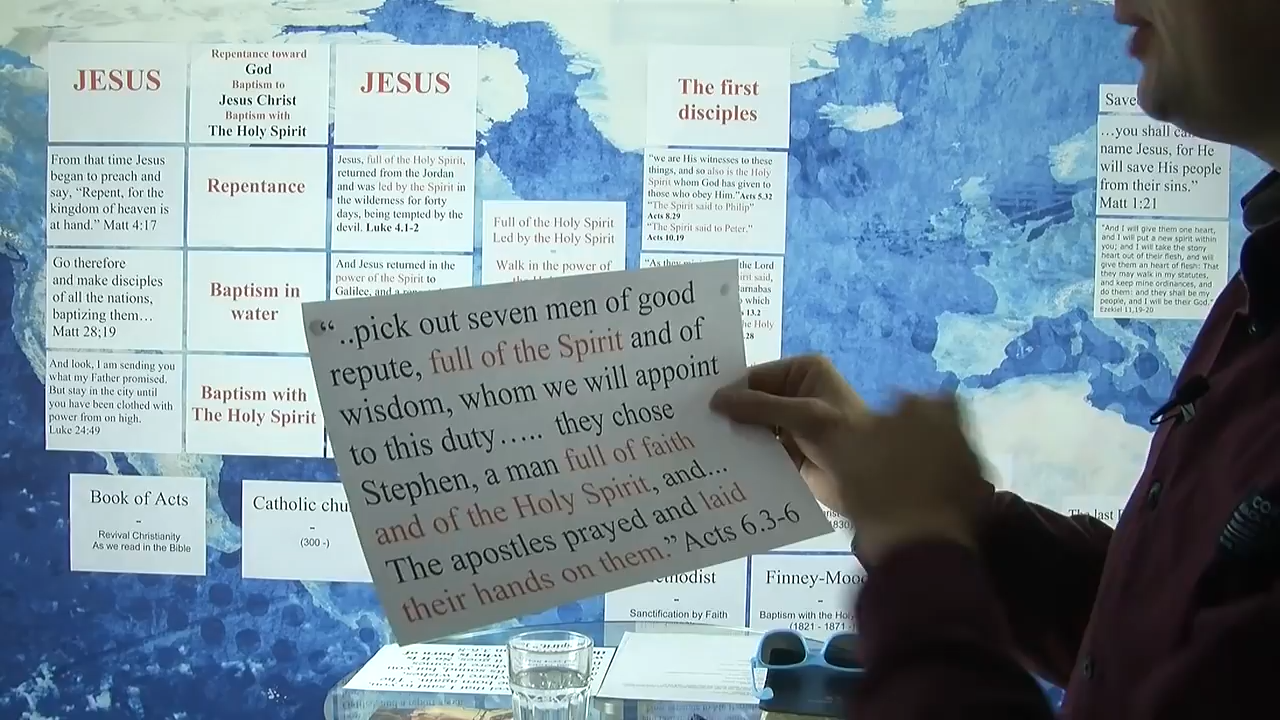 JESUS
Repentance toward
God
Baptism to
Jesus Christ
Baptism with
The Holy Spirit
JESUS
The first
disciples
From that time Jesus
began to preach and
say, “Repent, for the
kingdom of heaven is
at hand.” Matt 4:17
Repentance
Jesus, full of the Holy Spirit,
returned from the Jordan
and was led by the Spirit in
the wilderness for forty
days, being tempted by the
devil. Luke 4.1-2
Full of the Holy Spirit
Led by the Holy Spirit
-
Walk in the power of
"we are His witnesses to these
things, and so also is the Holy
Spirit whom God has given to
those who obey Him."Acts 5.32
"The Spirit said to Philip"
Acts 8.29
"The Spirit said to Peter."
Acts 10.19
…you shall
name Jesus, for He
will save His people
from their sins.”
Matt 1:21
"And I will give them one heart,
and I will put a new spirit within
you; and I will take the stony
heart out of their flesh, and will
give them an heart of flesh: That
they may walk in my statutes,
and keep mine ordinances, and
do them: and they shall be my
people, and I will be their God."
Ezekiel 11,19-20
Go therefore
and make disciples
of all the nations,
baptizing them…
Matt 28;19
Baptism in
water
And Jesus returned in the
power of the Spirit to
Galilee, and a
"As they the Lord
said,
which
13.2
Holy
.28
And look, I am sending you
what my Father promised.
But stay in the city until
you have been clothed with
power from on high.
Luke 24:49
Baptism with
The Holy Spirit
“ ..pick out seven men of good
repute, full of the Spirit and of
wisdom, whom we will appoint
to this duty….. they chose
Stephen, a man full of faith
and of the Holy Spirit, and…
The apostles prayed and laid
their hands on them.” Acts 6.3-6
Book of Acts
-
Revival Christianity
As we read in the Bible
Catholic
-
(300 -)
The last
-
Sanctification by Faith
-
Baptism with the
(1821 - 1871